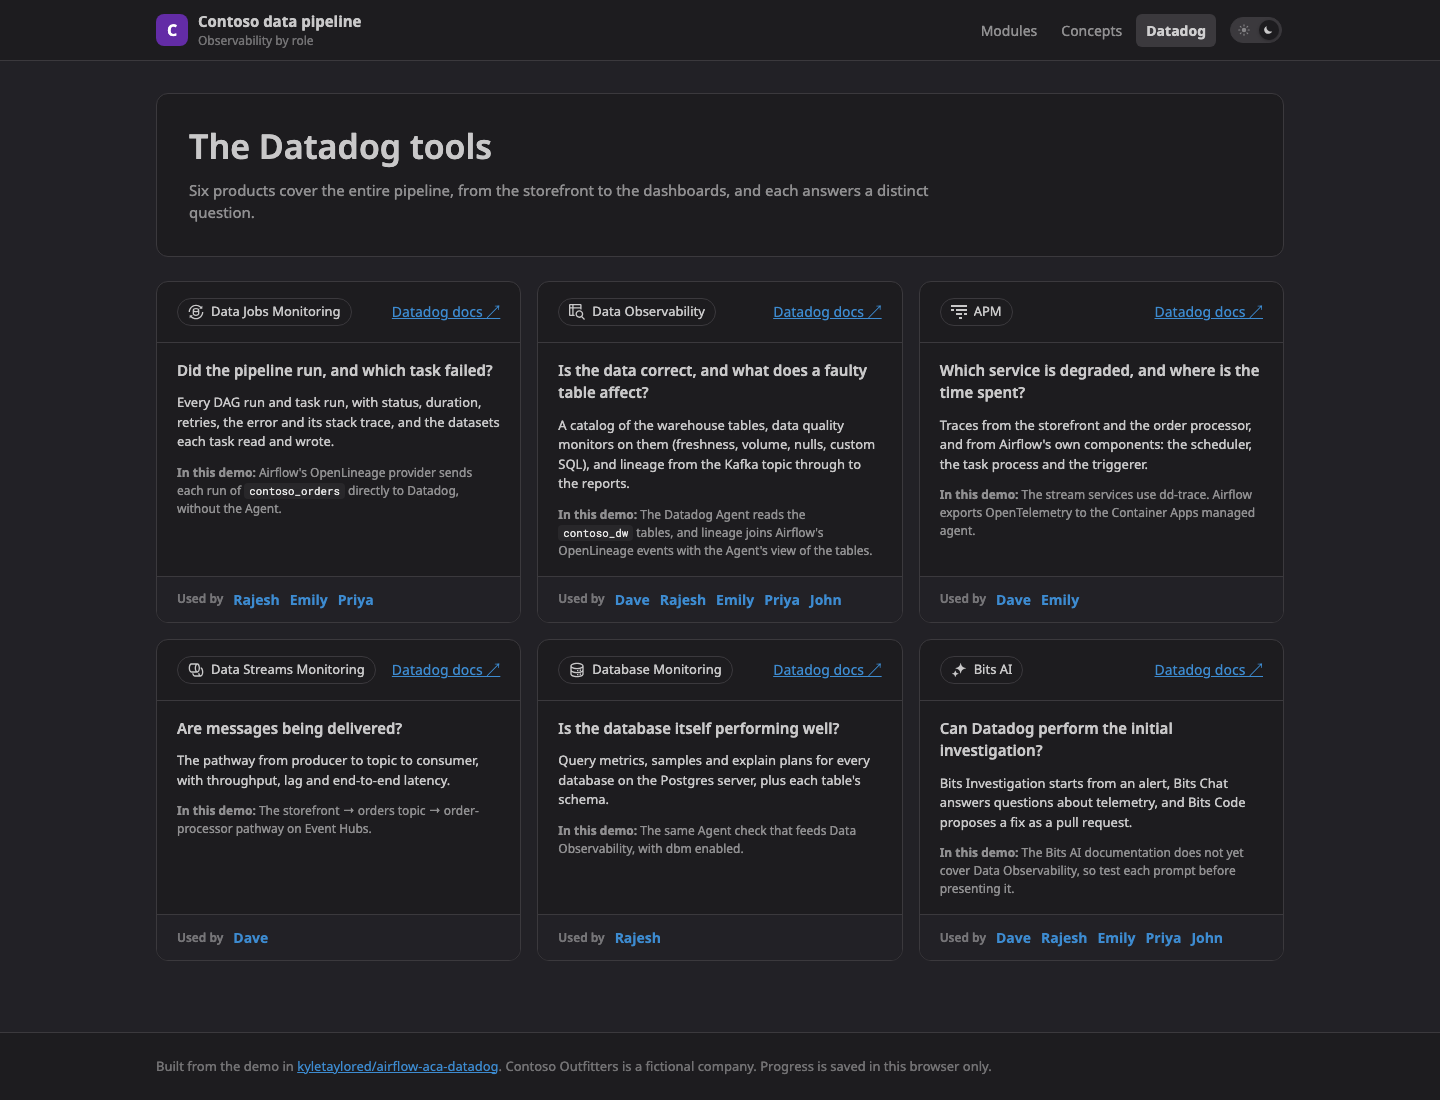 C
Contoso data pipeline
Observability by role
Modules
Concepts
Datadog
The Datadog tools
Six products cover the entire pipeline, from the storefront to the dashboards, and each answers a distinct
question.
Data Jobs Monitoring
Datadog docs ↗
Did the pipeline run, and which task failed?
Every DAG run and task run, with status, duration,
retries, the error and its stack trace, and the datasets
each task read and wrote.
In this demo: Airflow's OpenLineage provider sends
each run of contoso_orders directly to Datadog,
without the Agent.
Used by Rajesh Emily Priya
Data Observability
Datadog docs ↗
Is the data correct, and what does a faulty
table affect?
A catalog of the warehouse tables, data quality
monitors on them (freshness, volume, nulls, custom
SQL), and lineage from the Kafka topic through to
the reports.
In this demo: The Datadog Agent reads the
contoso_dw tables, and lineage joins Airflow's
OpenLineage events with the Agent's view of the tables.
Used by Dave Rajesh Emily Priya John
APM
Datadog docs ↗
Which service is degraded, and where is the
time spent?
Traces from the storefront and the order processor,
and from Airflow's own components: the scheduler,
the task process and the triggerer.
In this demo: The stream services use dd-trace. Airflow
exports OpenTelemetry to the Container Apps managed
agent.
Used by Dave Emily
Data Streams Monitoring
Datadog docs ↗
Are messages being delivered?
The pathway from producer to topic to consumer,
with throughput, lag and end-to-end latency.
In this demo: The storefront → orders topic → order-
processor pathway on Event Hubs.
Used by Dave
Database Monitoring
Datadog docs ↗
Is the database itself performing well?
Query metrics, samples and explain plans for every
database on the Postgres server, plus each table's
schema.
In this demo: The same Agent check that feeds Data
Observability, with dbm enabled.
Used by Rajesh
Bits AI
Datadog docs ↗
Can Datadog perform the initial
investigation?
Bits Investigation starts from an alert, Bits Chat
answers questions about telemetry, and Bits Code
proposes a fix as a pull request.
In this demo: The Bits AI documentation does not yet
cover Data Observability, so test each prompt before
presenting it.
Used by Dave Rajesh Emily Priya John
Built from the demo in kyletaylored/airflow-aca-datadog. Contoso Outfitters is a fictional company. Progress is saved in this browser only.